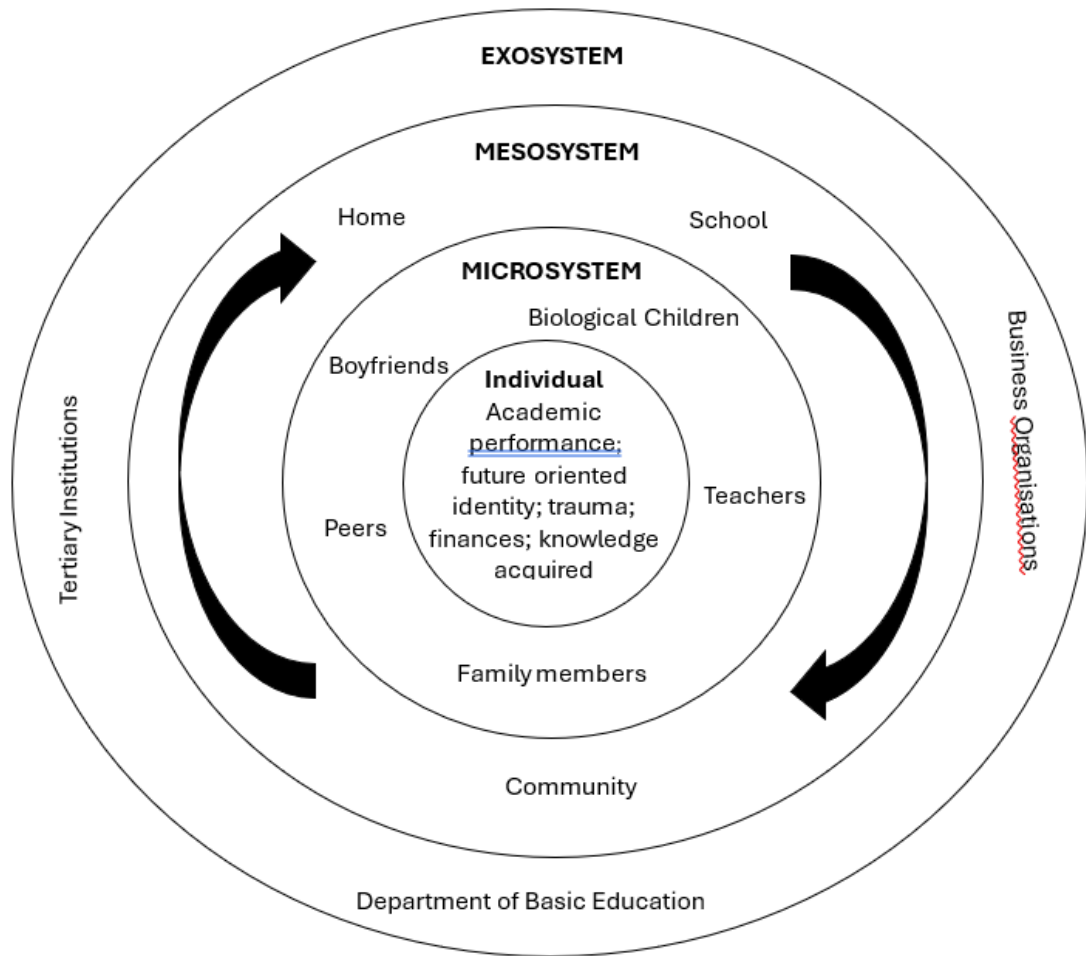 EXOSYSTEM
MESOSYSTEM
Home
School
MICROSYSTEM
Biological Children
Boyfriends
Individual
Academic
performance;
future oriented
identity; trauma;
finances; knowledge
acquired
Teachers
Peers
Family members
Community
Tertiary Institutions
Business Organisations
Department of Basic Education